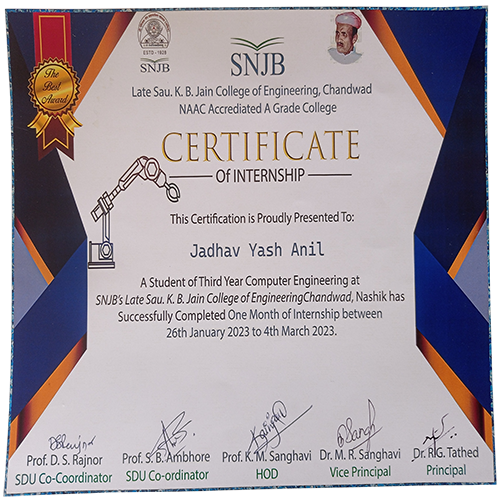 The
Best
Award
ESTD - 1928
SNJB
SNJB
Late Sau. K. B. Jain College of Engineering, Chandwad
NAAC Accrediated A Grade College
CERTIFICATE
OF INTERNSHIP
This Certification is Proudly Presented To:
Jadhav Yash Anil
A Student of Third Year Computer Engineering at
SNJB's Late Sau. K. B. Jain College of EngineeringChandwad, Nashik has
Successfully Completed One Month of Internship between
26th January 2023 to 4th March 2023.
Prof. D. S. Rajnor
SDU Co-Coordinator
Prof. S. B. Ambhore
SDU Co-ordinator
Prof. K. M. Sanghavi
HOD
Dr. M. R. Sanghavi
Vice Principal
Dr. R.G. Tathed
Principal